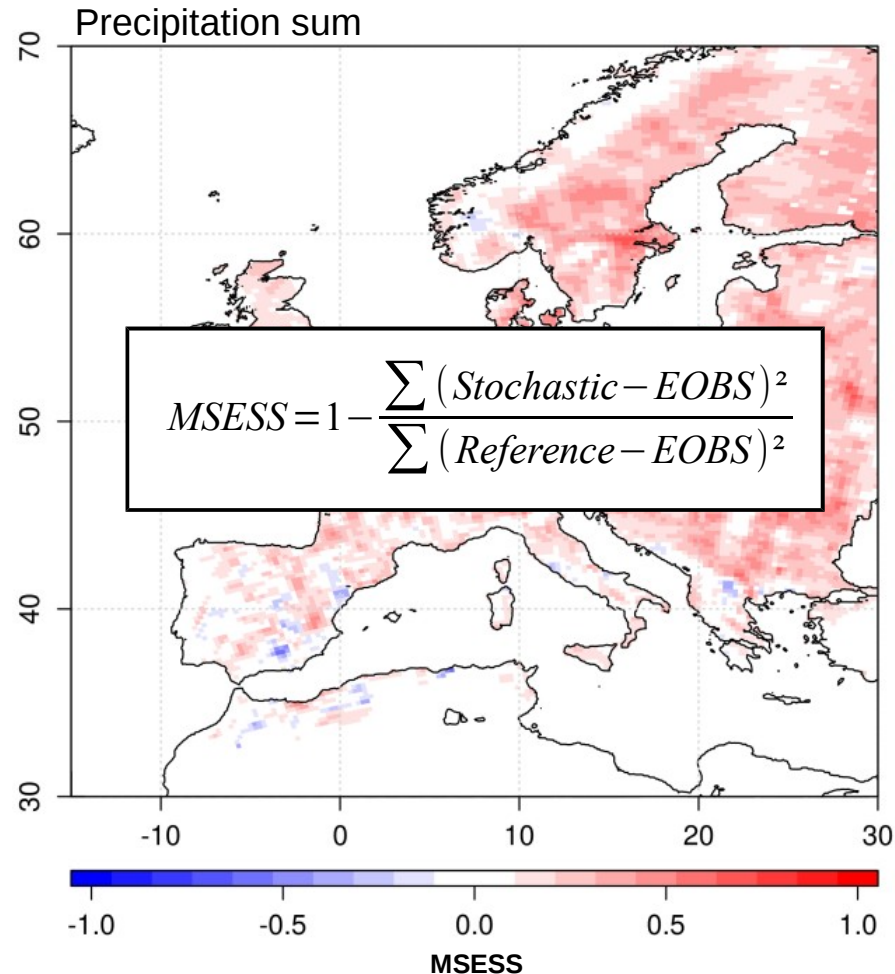 Precipitation sum
70
60
50
40
30
MSESS=1−∑(Stochastic−EOBS)²/∑(Reference−EOBS)²
-10 0 10 20 30
-1.0 -0.5 0.0 0.5 1.0
MSESS